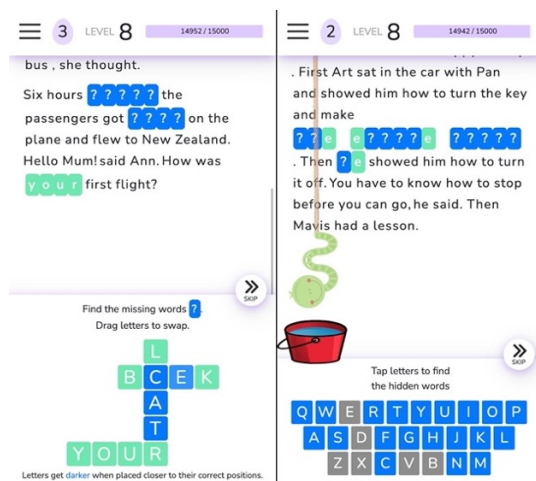 3 LEVEL 8 14952 / 15000
bus , she thought.
Six hours ? ? ? ? ? the
passengers got ? ? ? ? on the
plane and flew to New Zealand.
Hello Mum! said Ann. How was
y o u r first flight?
SKIP
Find the missing words ?.
Drag letters to swap.
L
B C E K
A
T
Y O U R
Letters get darker when placed closer to their correct positions.
2 LEVEL 8 14942 / 15000
. First Art sat in the car with Pan
and showed him how to turn the key
and make
? ? e e ? ? ? ? e ? ? ? ? ?
. Then ? e showed him how to turn
it off. You have to know how to stop
before you can go, he said. Then
Mavis had a lesson.
SKIP
Tap letters to find
the hidden words
Q W E R T Y U I O P
A S D F G H J K L
Z X C V B N M